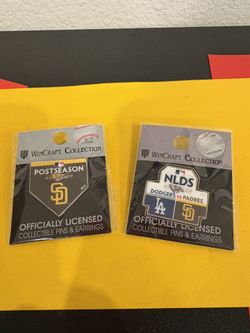 WINCRAFT COLLECTION
POSTSEASON
SD
OFFICIALLY LICENSED
COLLECTIBLE PINS & EARRINGS
WINCRAFT COLLECTION
NLDS
DODGERS VS PADRES
LA SD
OFFICIALLY LICENSED
COLLECTIBLE PINS & EARRINGS